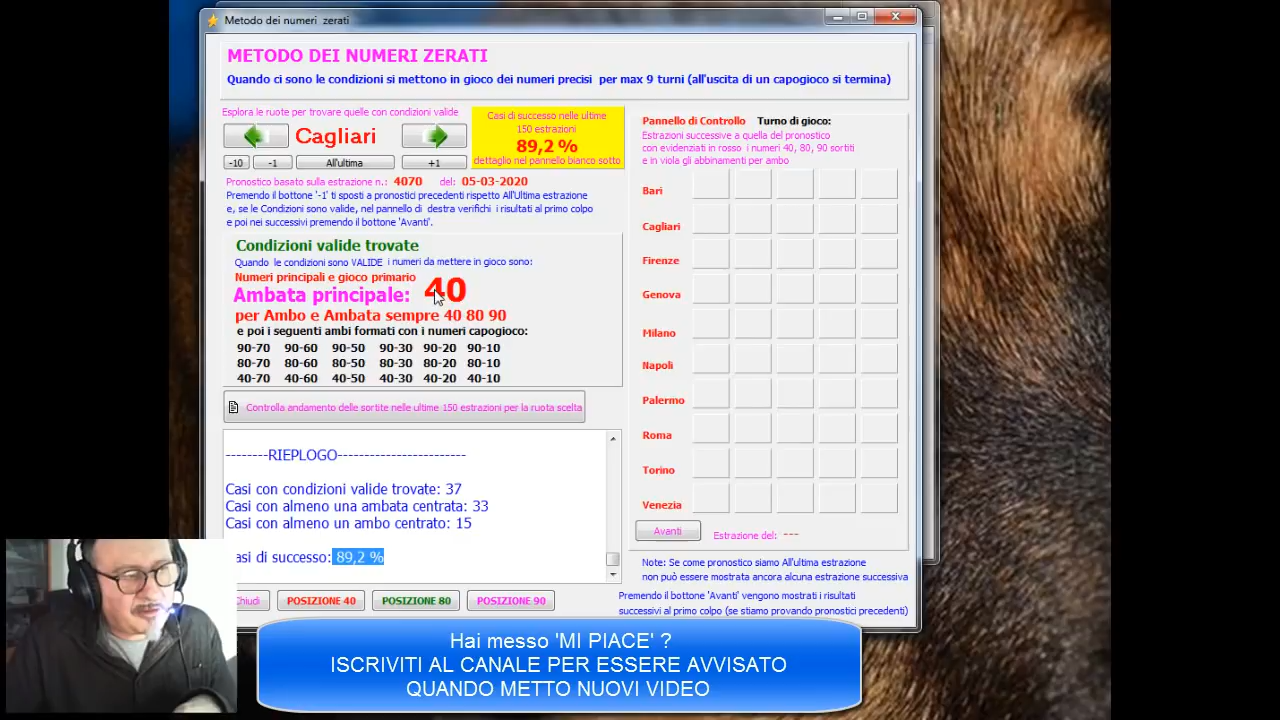 Metodo dei numeri zerati
METODO DEI NUMERI ZERATI
Quando ci sono le condizioni si mettono in gioco dei numeri precisi per max 9 turni (all'uscita di un capogioco si termina)
Esplora le ruote per trovare quelle con condizioni valide
Cagliari
-10
-1
All'ultima
+1
Casi di successo nelle ultime
150 estrazioni
89,2 %
dettaglio nel pannello bianco sotto
Pronostico basato sulla estrazione n.: 4070 del: 05-03-2020
Premendo il bottone '-1' ti sposti a pronostici precedenti rispetto All'Ultima estrazione
e, se le Condizioni sono valide, nel pannello di destra verifichi i risultati al primo colpo
e poi nei successivi premendo il bottone 'Avanti'.
Condizioni valide trovate
Quando le condizioni sono VALIDE i numeri da mettere in gioco sono:
Numeri principali e gioco primario
Ambata principale: 40
per Ambo e Ambata sempre 40 80 90
e poi i seguenti ambi formati con i numeri capogioco:
90-70 90-60 90-50 90-30 90-20 90-10
80-70 80-60 80-50 80-30 80-20 80-10
40-70 40-60 40-50 40-30 40-20 40-10
Controlla andamento delle sortite nelle ultime 150 estrazioni per la ruota scelta
--------RIEPLOGO------------------------
Casi con condizioni valide trovate: 37
Casi con almeno una ambata centrata: 33
Casi con almeno un ambo centrato: 15
asi di successo: 89,2 %
Chiudi
POSIZIONE 40
POSIZIONE 80
POSIZIONE 90
Pannello di Controllo Turno di gioco:
Estrazioni successive a quella del pronostico
con evidenziati in rosso i numeri 40, 80, 90 sortiti
e in viola gli abbinamenti per ambo
Bari
Cagliari
Firenze
Genova
Milano
Napoli
Palermo
Roma
Torino
Venezia
Avanti
Estrazione del: ---
Note: Se come pronostico siamo All'ultima estrazione
non può essere mostrata ancora alcuna estrazione successiva
Premendo il bottone 'Avanti' vengono mostrati i risultati
successivi al primo colpo (se stiamo provando pronostici precedenti)
Hai messo 'MI PIACE' ?
ISCRIVITI AL CANALE PER ESSERE AVVISATO
QUANDO METTO NUOVI VIDEO